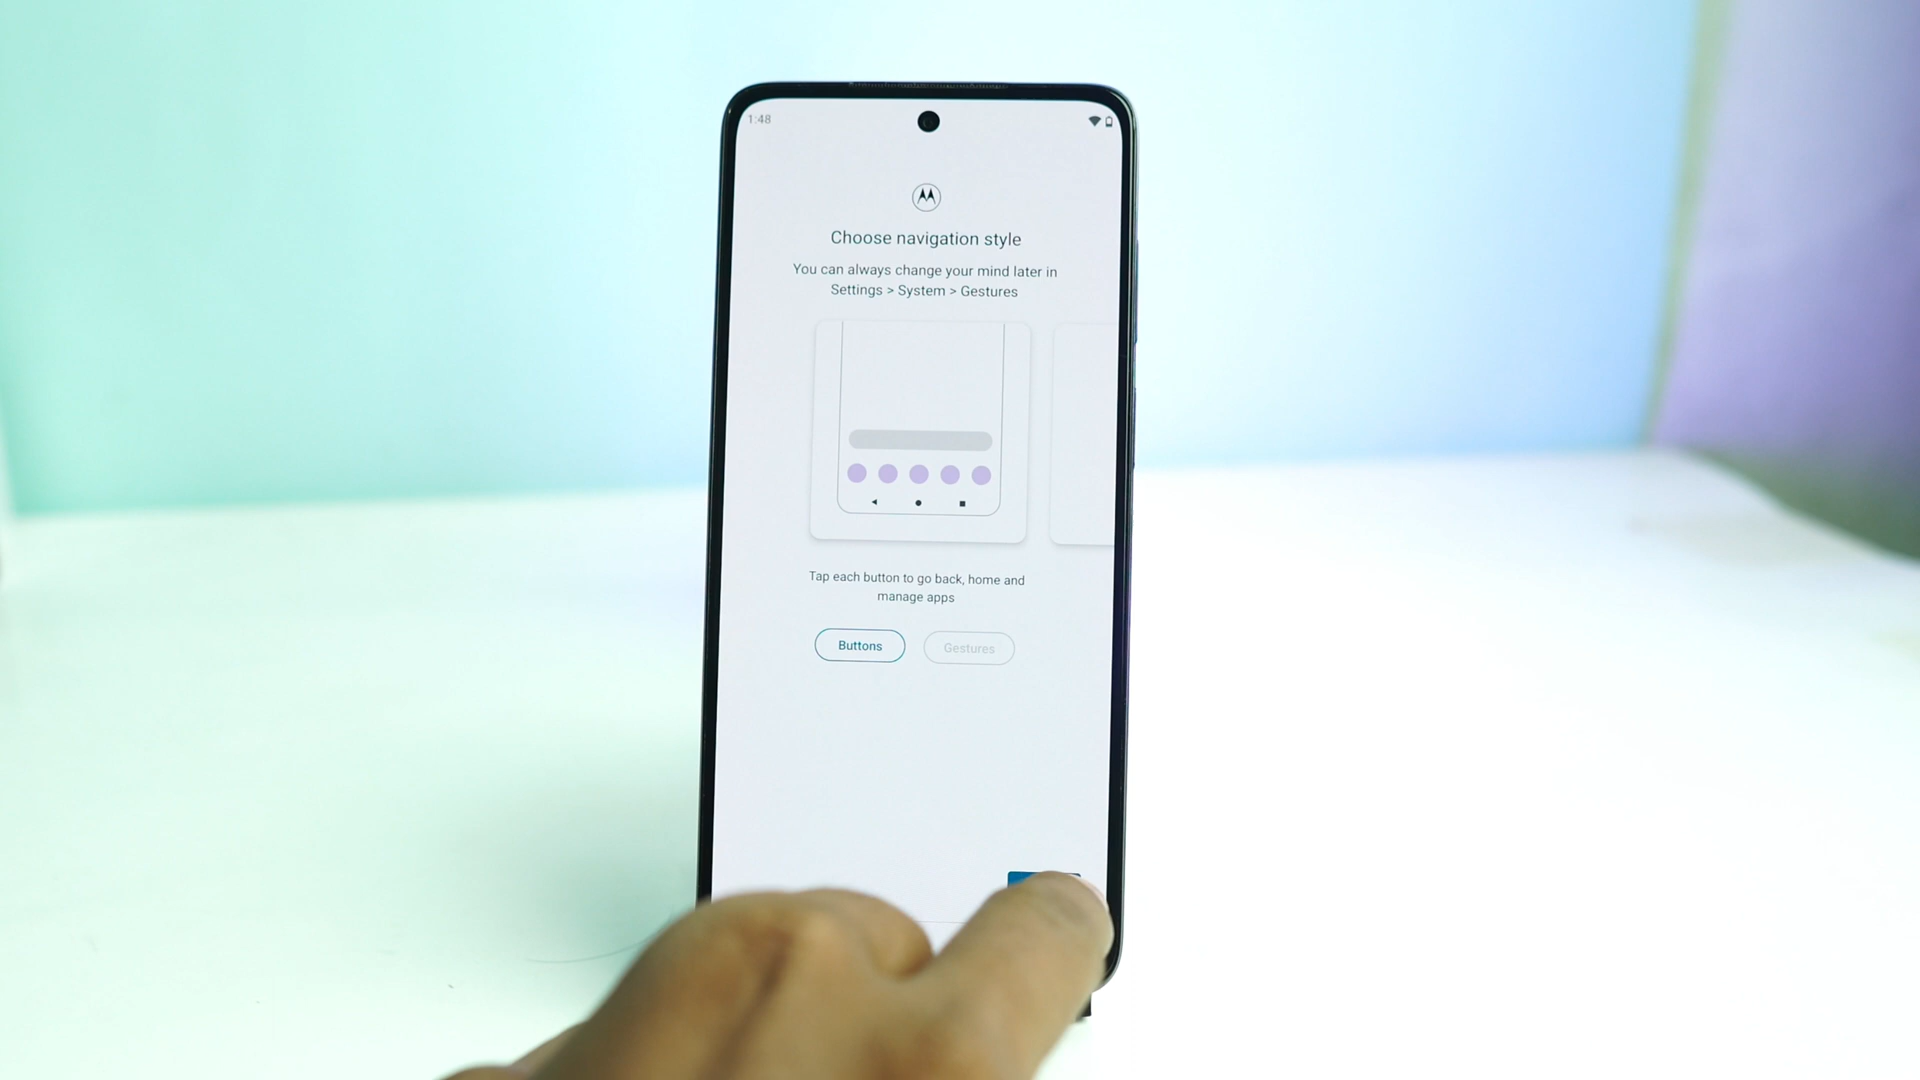 1:48
Choose navigation style
You can always change your mind later in
Settings > System > Gestures
Tap each button to go back, home and
manage apps
Buttons
Gestures